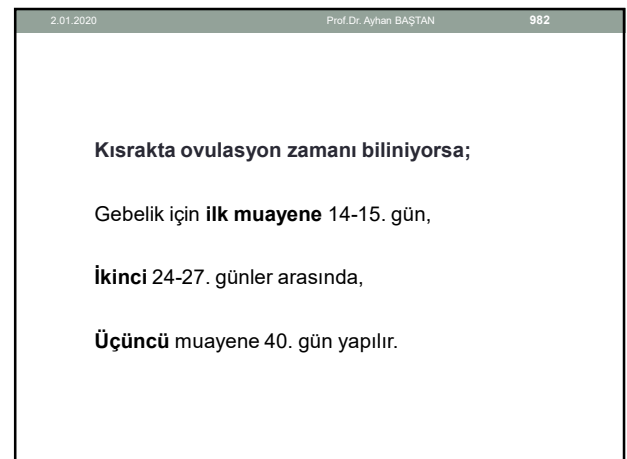 2.01.2020 Prof.Dr. Ayhan BAŞTAN 982
Kısrakta ovulasyon zamanı biliniyorsa;
Gebelik için ilk muayene 14-15. gün,
İkinci 24-27. günler arasında,
Üçüncü muayene 40. gün yapılır.